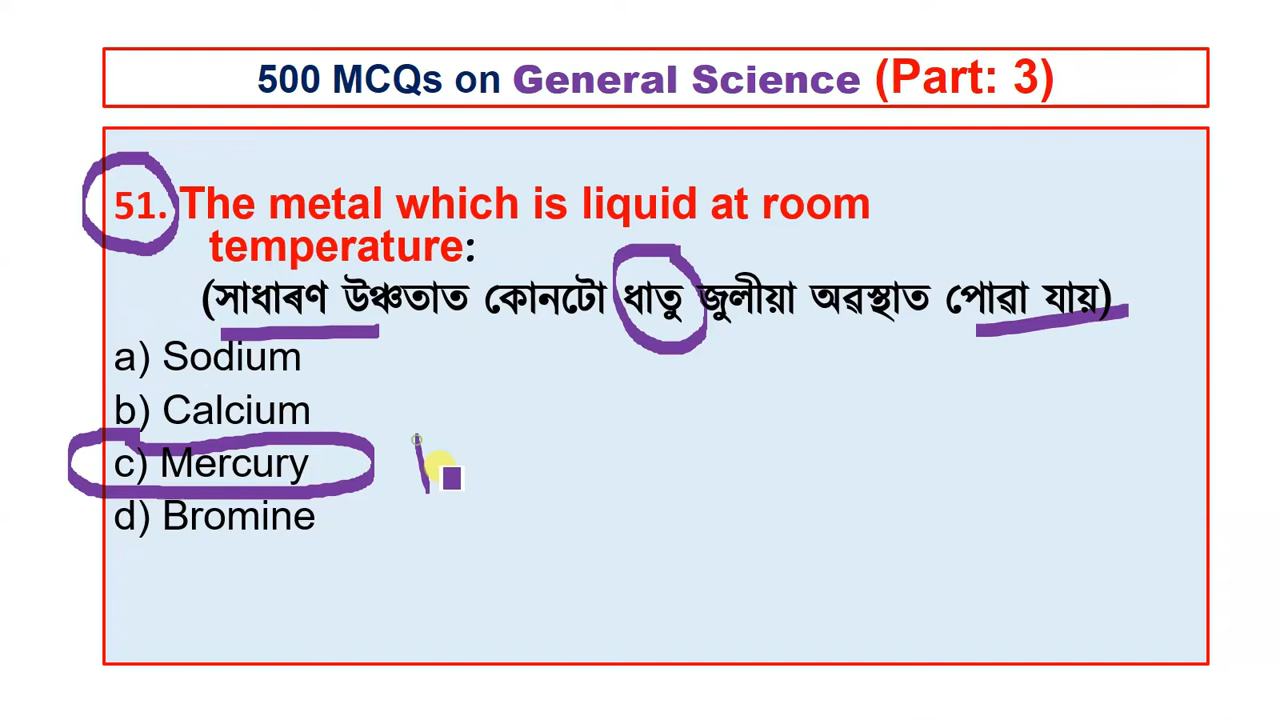 500 MCQs on General Science (Part: 3)
51. The metal which is liquid at room
temperature:
(সাধাৰণ উষ্ণতাত কোনটো ধাতু জুলীয়া অৱস্থাত পোৱা যায়)
a) Sodium
b) Calcium
c) Mercury
d) Bromine